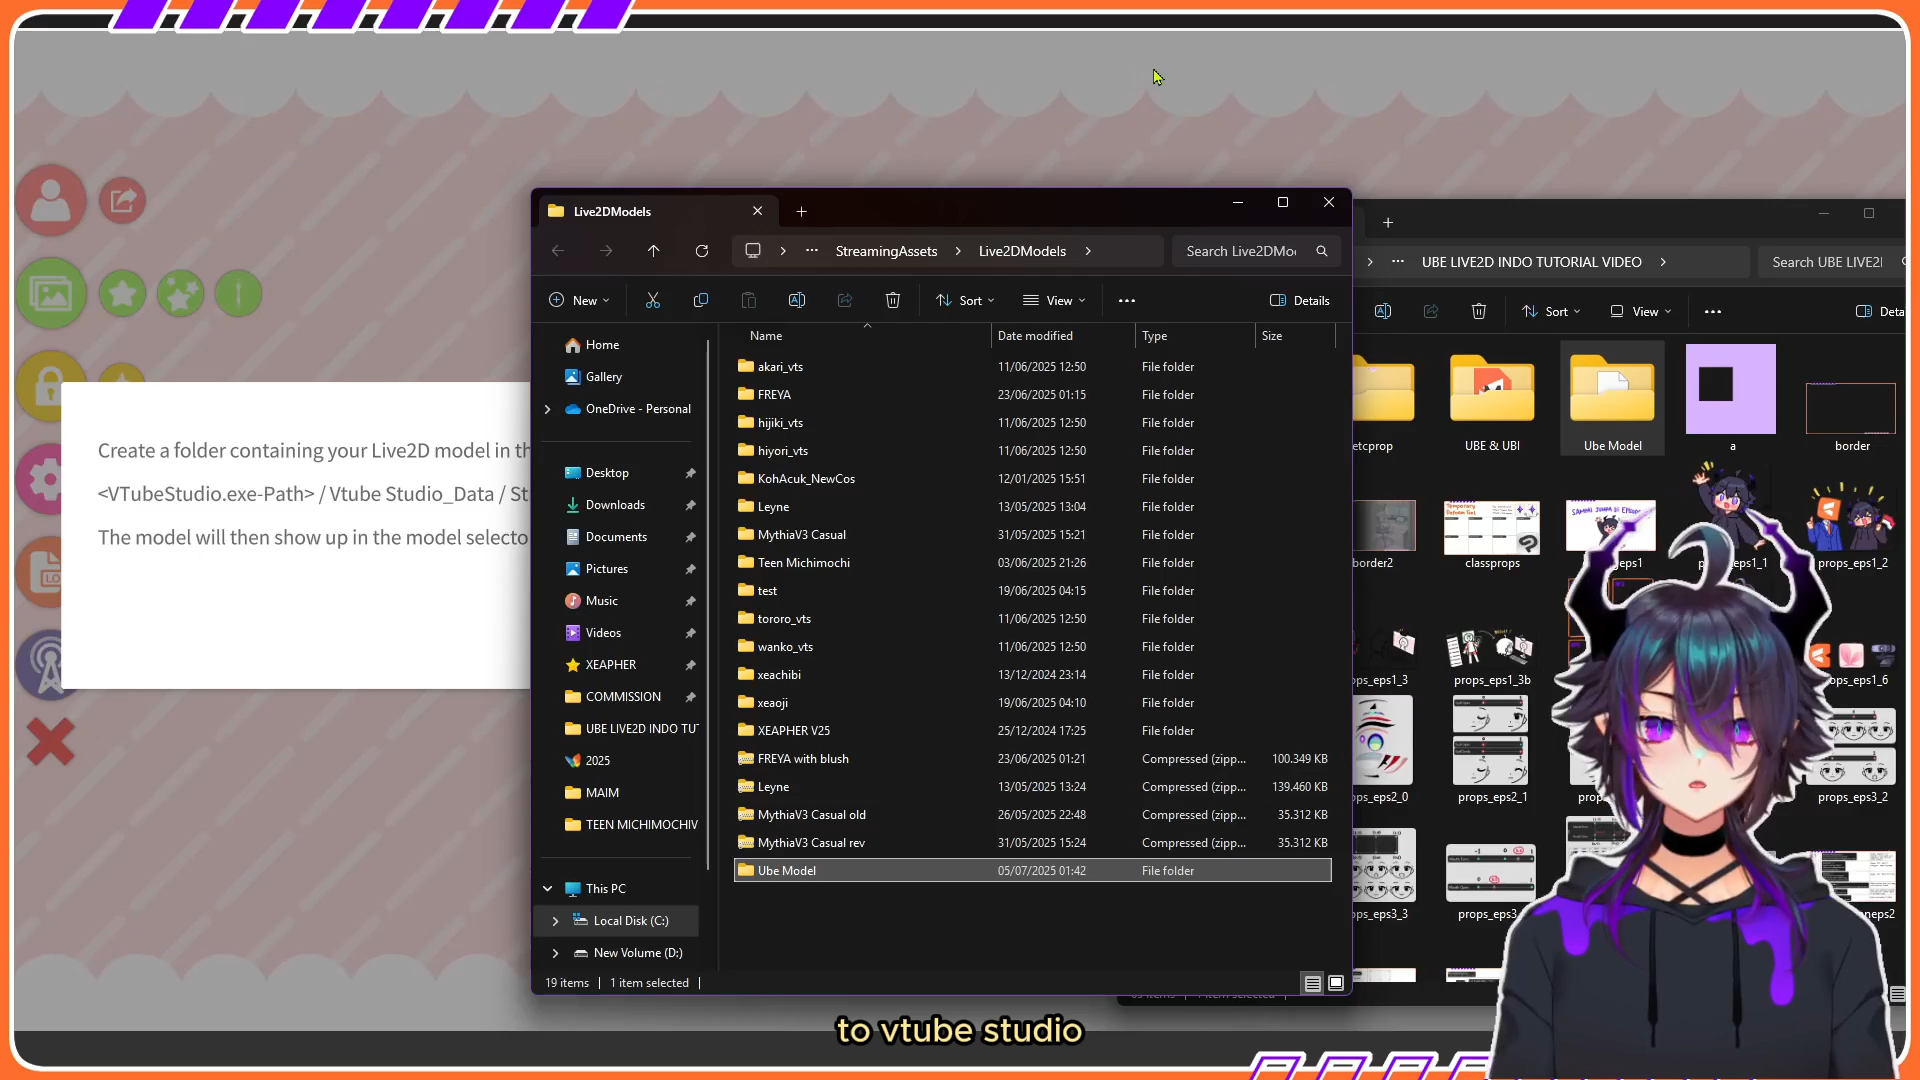 Live2DModels
StreamingAssets
Live2DModels
Search Live2DMo
UBE LIVE2D INDO TUTORIAL VIDEO
Search UBE LIVE2
New
Sort
View
Details
Sort
View
Deta
Name
Date modified
Type
Size
Home
Gallery
OneDrive - Personal
Desktop
Downloads
Documents
Pictures
Music
Videos
XEAPHER
COMMISSION
UBE LIVE2D INDO TU
2025
MAIM
TEEN MICHIMOCHIV
This PC
Local Disk (C:)
New Volume (D:)
akari_vts 11/06/2025 12:50 File folder
FREYA 23/06/2025 01:15 File folder
hijiki_vts 11/06/2025 12:50 File folder
hiyori_vts 11/06/2025 12:50 File folder
KohAcuk_NewCos 12/01/2025 15:51 File folder
Leyne 13/05/2025 13:04 File folder
MythiaV3 Casual 31/05/2025 15:21 File folder
Teen Michimochi 03/06/2025 21:26 File folder
test 19/06/2025 04:15 File folder
tororo_vts 11/06/2025 12:50 File folder
wanko_vts 11/06/2025 12:50 File folder
xeachibi 13/12/2024 23:14 File folder
xeaoji 19/06/2025 04:10 File folder
XEAPHER V25 25/12/2024 17:25 File folder
FREYA with blush 23/06/2025 01:21 Compressed (zipp... 100.349 KB
Leyne 13/05/2025 13:24 Compressed (zipp... 139.460 KB
MythiaV3 Casual old 26/05/2025 22:48 Compressed (zipp... 35.312 KB
MythiaV3 Casual rev 31/05/2025 15:24 Compressed (zipp... 35.312 KB
Ube Model 05/07/2025 01:42 File folder
19 items
1 item selected
Create a folder containing your Live2D model in th
<VTubeStudio.exe-Path> / Vtube Studio_Data / St
The model will then show up in the model selecto
etcprop
UBE & UBI
Ube Model
a
border
border2
classprops
eps1
eps1_1
props_eps1_2
ps_eps1_3
props_eps1_3b
ps_eps1_6
ps_eps2_0
props_eps2_1
prop
props_eps3_2
ps_eps3_3
props_eps3
neps2
to vtube studio